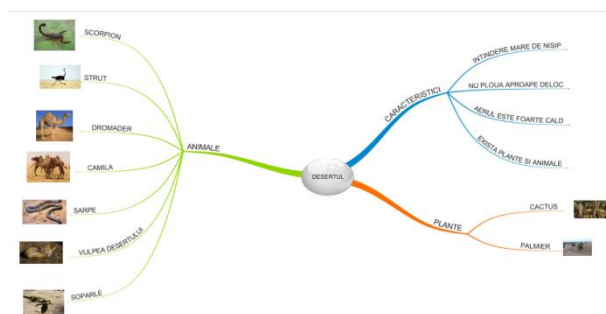 SCORPION
STRUT
DROMADER
CAMILA
SARPE
VULPEA DESERTULUI
SOPARLE
ANIMALE
DESERTUL
CARACTERISTICI
INTINDERE MARE DE NISIP
NU PLOUA APROAPE DELOC
AERUL ESTE FOARTE CALD
EXISTA PLANTE SI ANIMALE
PLANTE
CACTUS
PALMIER